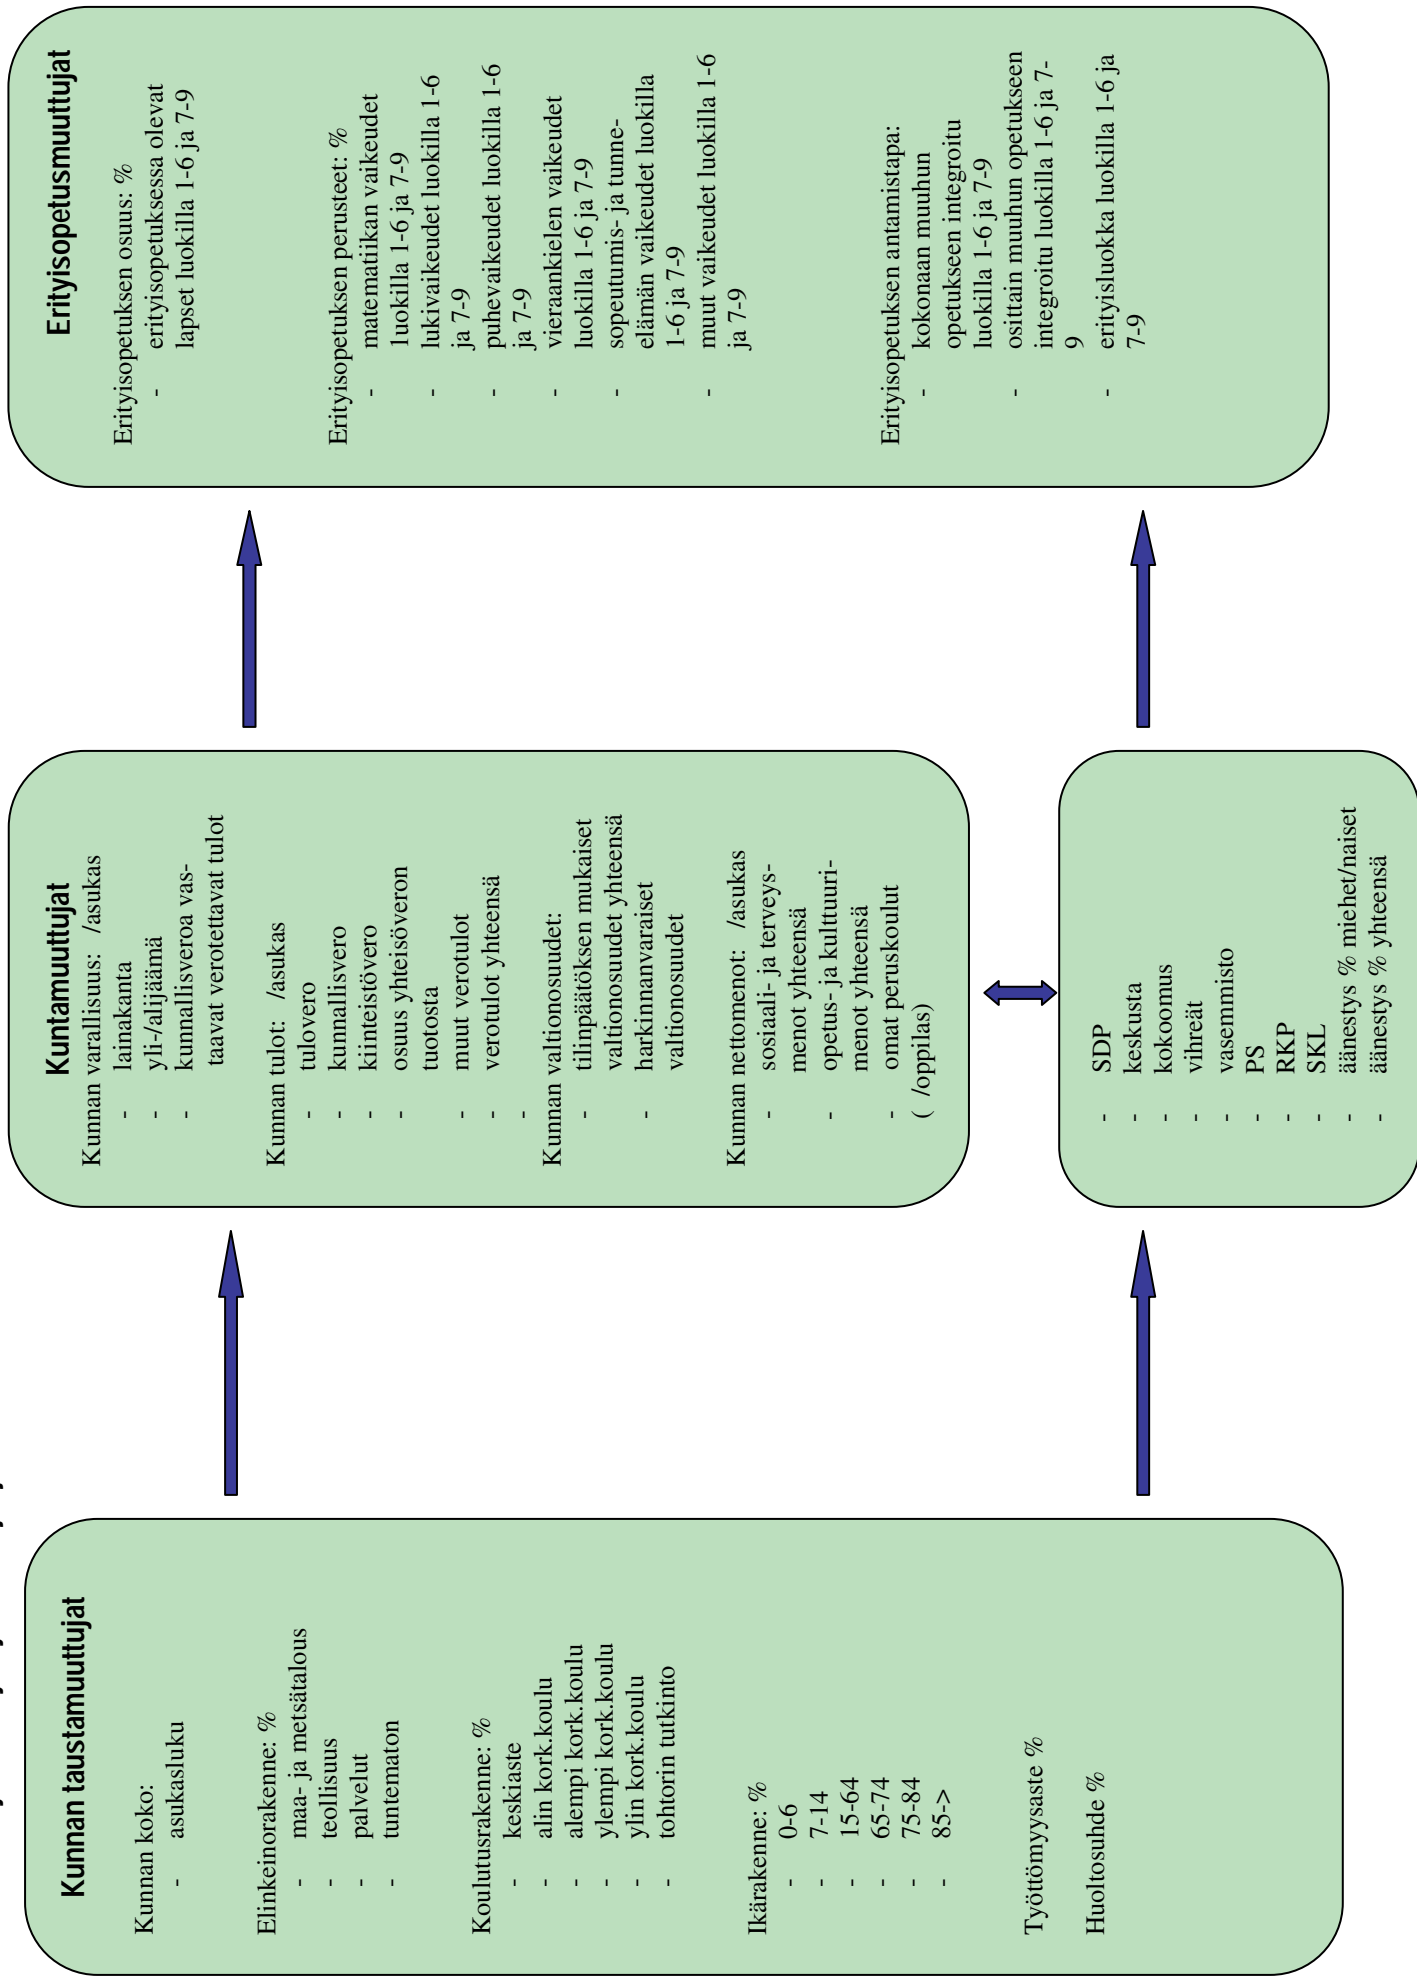 Kunnan taustamuuttujat
Kunnan koko:
- asukasluku
Elinkeinorakenne: %
- maa- ja metsätalous
- teollisuus
- palvelut
- tuntematon
Koulutusrakenne: %
- keskiaste
- alin kork.koulu
- alempi kork.koulu
- ylempi kork.koulu
- ylin kork.koulu
- tohtorin tutkinto
Ikärakenne: %
- 0-6
- 7-14
- 15-64
- 65-74
- 75-84
- 85->
Työttömyysaste %
Huoltosuhde %
Kuntamuuttujat
Kunnan varallisuus: /asukas
- lainakanta
- yli-/alijäämä
- kunnallisveroa vas-
taavat verotettavat tulot
Kunnan tulot: /asukas
- tulovero
- kunnallisvero
- kiinteistövero
- osuus yhteisöveron
tuotosta
- muut verotulot
- verotulot yhteensä
-
Kunnan valtionosuudet:
- tilinpäätöksen mukaiset
valtionosuudet yhteensä
- harkinnanvaraiset
valtionosuudet
Kunnan nettomenot: /asukas
- sosiaali- ja terveys-
menot yhteensä
- opetus- ja kulttuuri-
menot yhteensä
- omat peruskoulut
( /oppilas)
- SDP
- keskusta
- kokoomus
- vihreät
- vasemmisto
- PS
- RKP
- SKL
- äänestys % miehet/naiset
- äänestys % yhteensä
Erityisopetusmuuttujat
Erityisopetuksen osuus: %
- erityisopetuksessa olevat
lapset luokilla 1-6 ja 7-9
Erityisopetuksen perusteet: %
- matematiikan vaikeudet
luokilla 1-6 ja 7-9
- lukivaikeudet luokilla 1-6
ja 7-9
- puhevaikeudet luokilla 1-6
ja 7-9
- vieraankielen vaikeudet
luokilla 1-6 ja 7-9
- sopeutumis- ja tunne-
elämän vaikeudet luokilla
1-6 ja 7-9
- muut vaikeudet luokilla 1-6
ja 7-9
Erityisopetuksen antamistapa:
- kokonaan muuhun
opetukseen integroitu
luokilla 1-6 ja 7-9
- osittain muuhun opetukseen
integroitu luokilla 1-6 ja 7-
9
- erityisluokka luokilla 1-6 ja
7-9